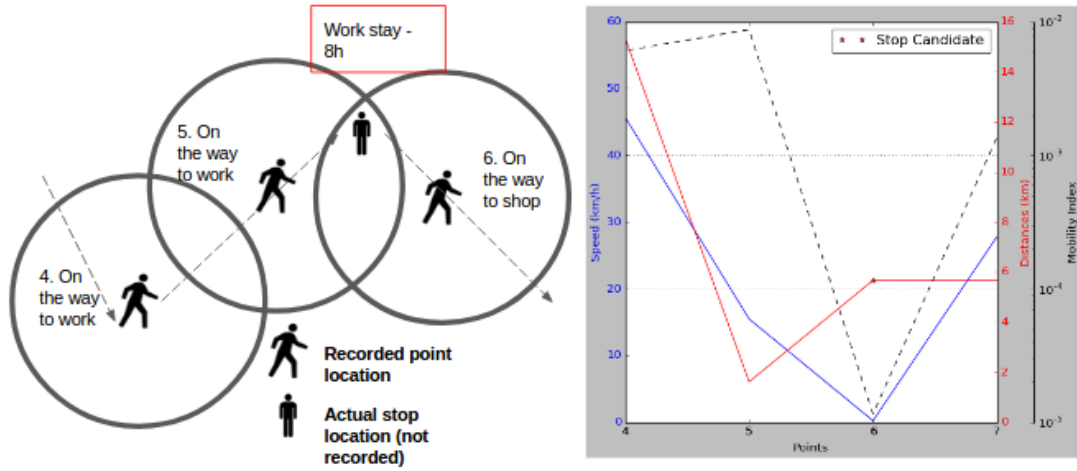 Work stay -
8h
5. On
the way
to work
6. On
the way
to shop
4. On
the way
to work
Recorded point
location
Actual stop
location (not
recorded)
Stop Candidate
60
50
40
30
20
10
0
Speed (km/h)
16
14
12
10
8
6
4
2
0
Distances (km)
10^-2
10^-3
10^-4
10^-5
Mobility Index
4
5
6
7
Points